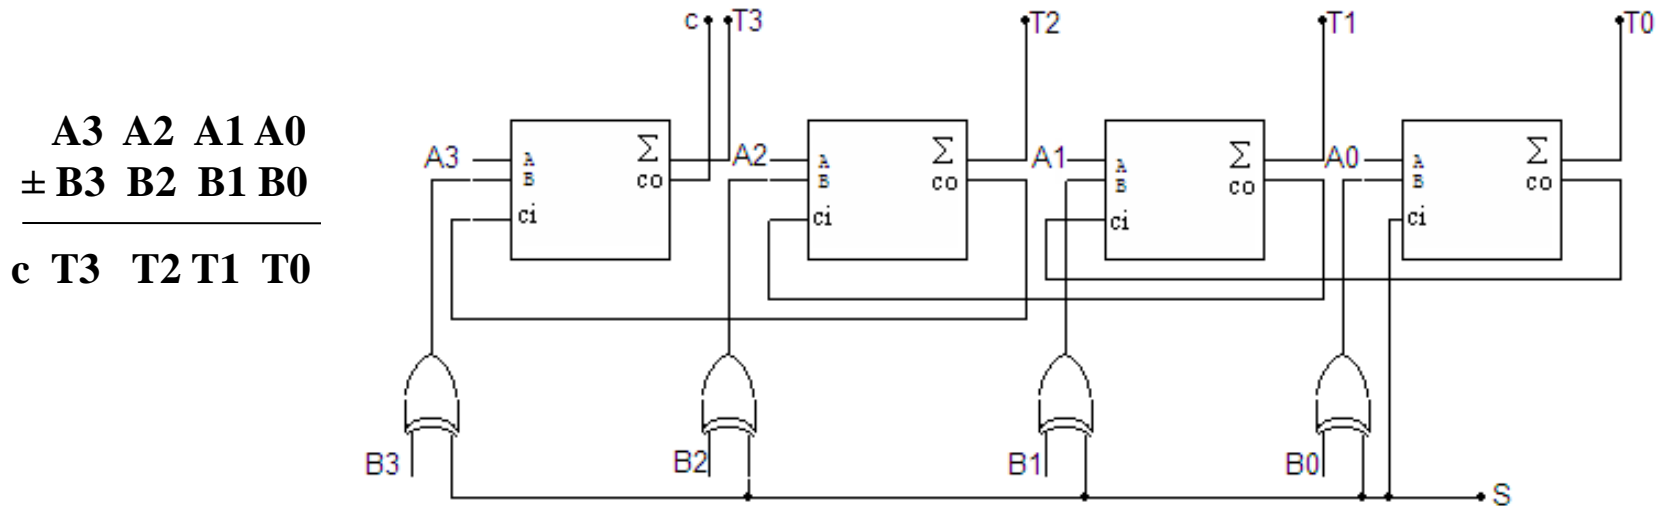 A3 A2 A1 A0
± B3 B2 B1 B0
c T3 T2 T1 T0
c T3 T2 T1 T0
A3 A B ci Σ co
A2 A B ci Σ co
A1 A B ci Σ co
A0 A B ci Σ co
B3 B2 B1 B0
S